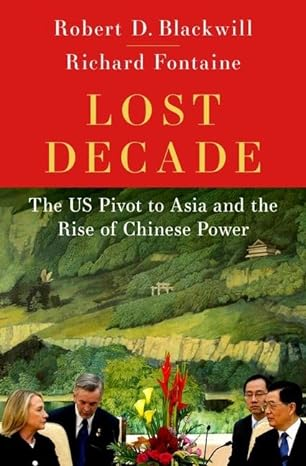 Robert D. Blackwill
Richard Fontaine
LOST
DECADE
The US Pivot to Asia and the
Rise of Chinese Power